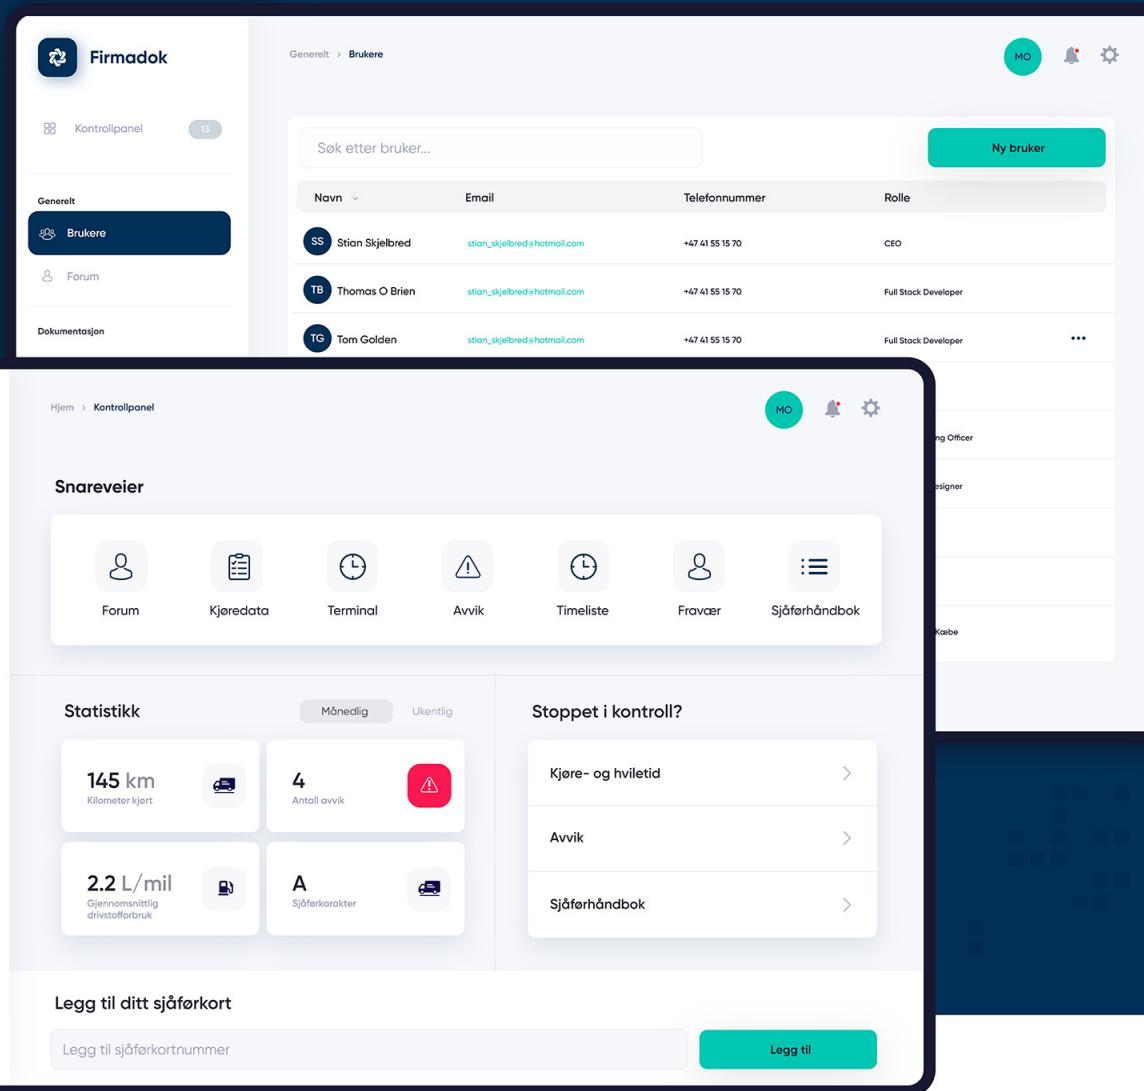 Firmadok
Generelt > Brukere
MO
Kontrollpanel 13
Søk etter bruker...
Ny bruker
Generelt
Navn Email Telefonnummer Rolle
Brukere
SS Stian Skjelbred stian_skjelbred@hotmail.com +47 41 55 15 70 CEO
Forum
TB Thomas O Brien stian_skjelbred@hotmail.com +47 41 55 15 70 Full Stack Developer
Dokumentasjon
TG Tom Golden stian_skjelbred@hotmail.com +47 41 55 15 70 Full Stack Developer
ng Officer
esigner
Kæbe
Hjem > Kontrollpanel
MO
Snareveier
Forum Kjøredata Terminal Avvik Timeliste Fravær Sjåførhåndbok
Statistikk Månedlig Ukentlig
145 km
Kilometer kjørt
4
Antall avvik
2.2 L/mil
Gjennomsnittlig
drivstofforbruk
A
Sjåførkarakter
Stoppet i kontroll?
Kjøre- og hviletid
Avvik
Sjåførhåndbok
Legg til ditt sjåførkort
Legg til sjåførkortnummer
Legg til